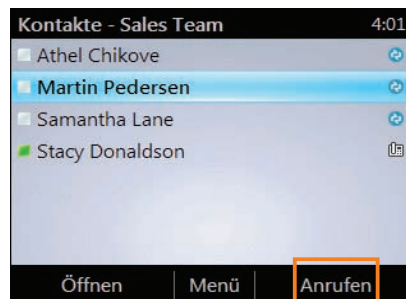 Kontakte - Sales Team 4:01
Athel Chikove
Martin Pedersen
Samantha Lane
Stacy Donaldson
Öffnen Menü Anrufen